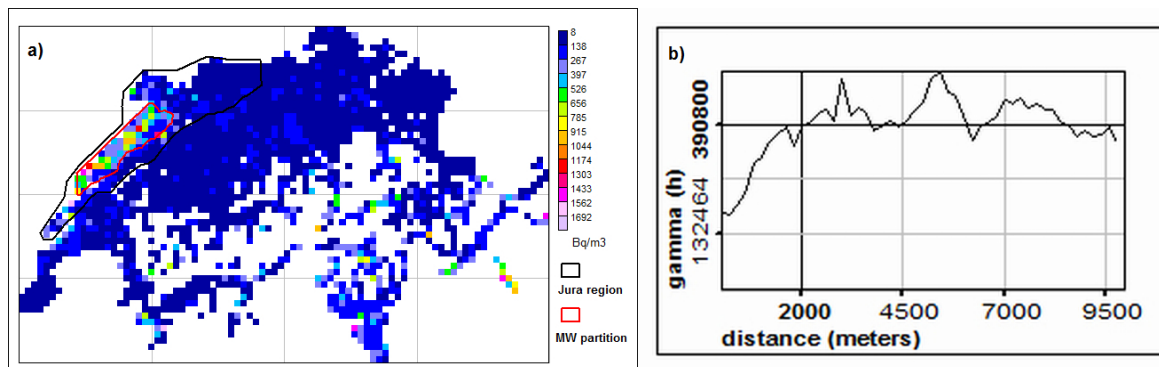 a)
8
138
267
397
526
656
785
915
1044
1174
1303
1433
1562
1692
Bq/m3
Jura region
MW partition
b)
gamma (h)
390800
132464
2000 4500 7000 9500
distance (meters)